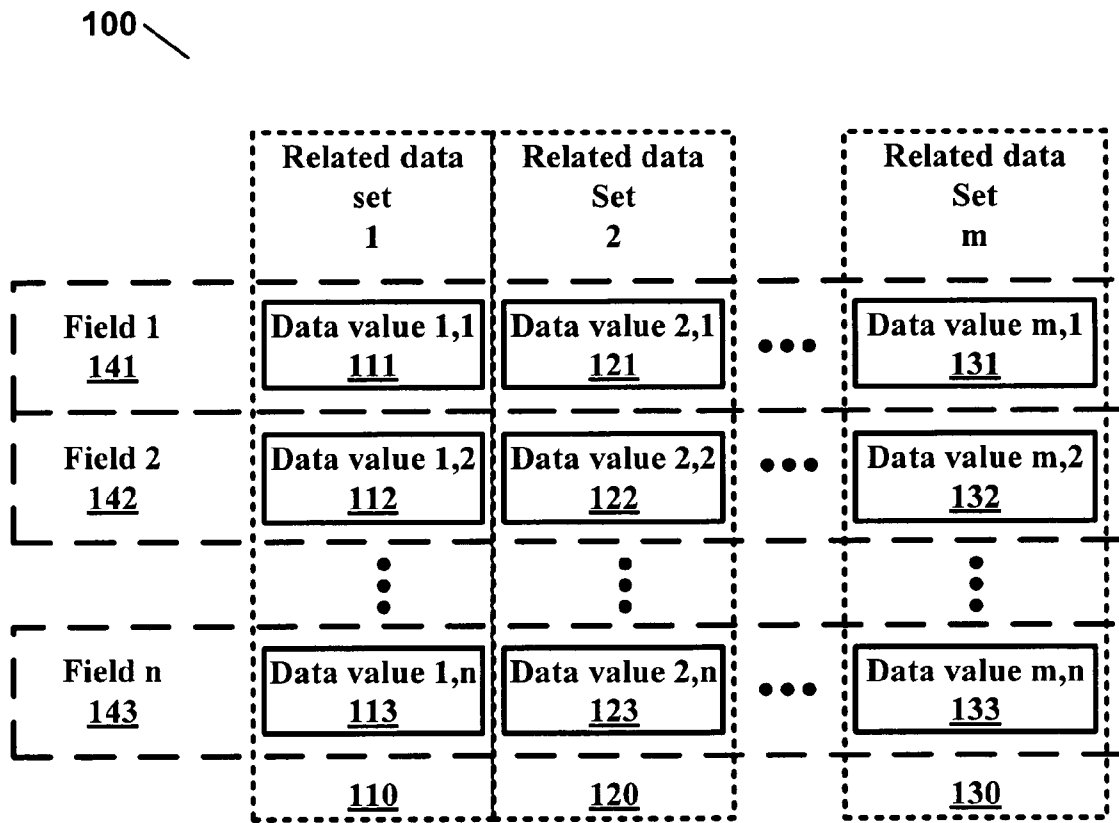 100
Related data Related data Related data
set Set Set
1 2 m
Field 1 Data value 1,1 Data value 2,1 Data value m,1
141 111 121 131
Field 2 Data value 1,2 Data value 2,2 Data value m,2
142 112 122 132
Field n Data value 1,n Data value 2,n Data value m,n
143 113 123 133
110 120 130